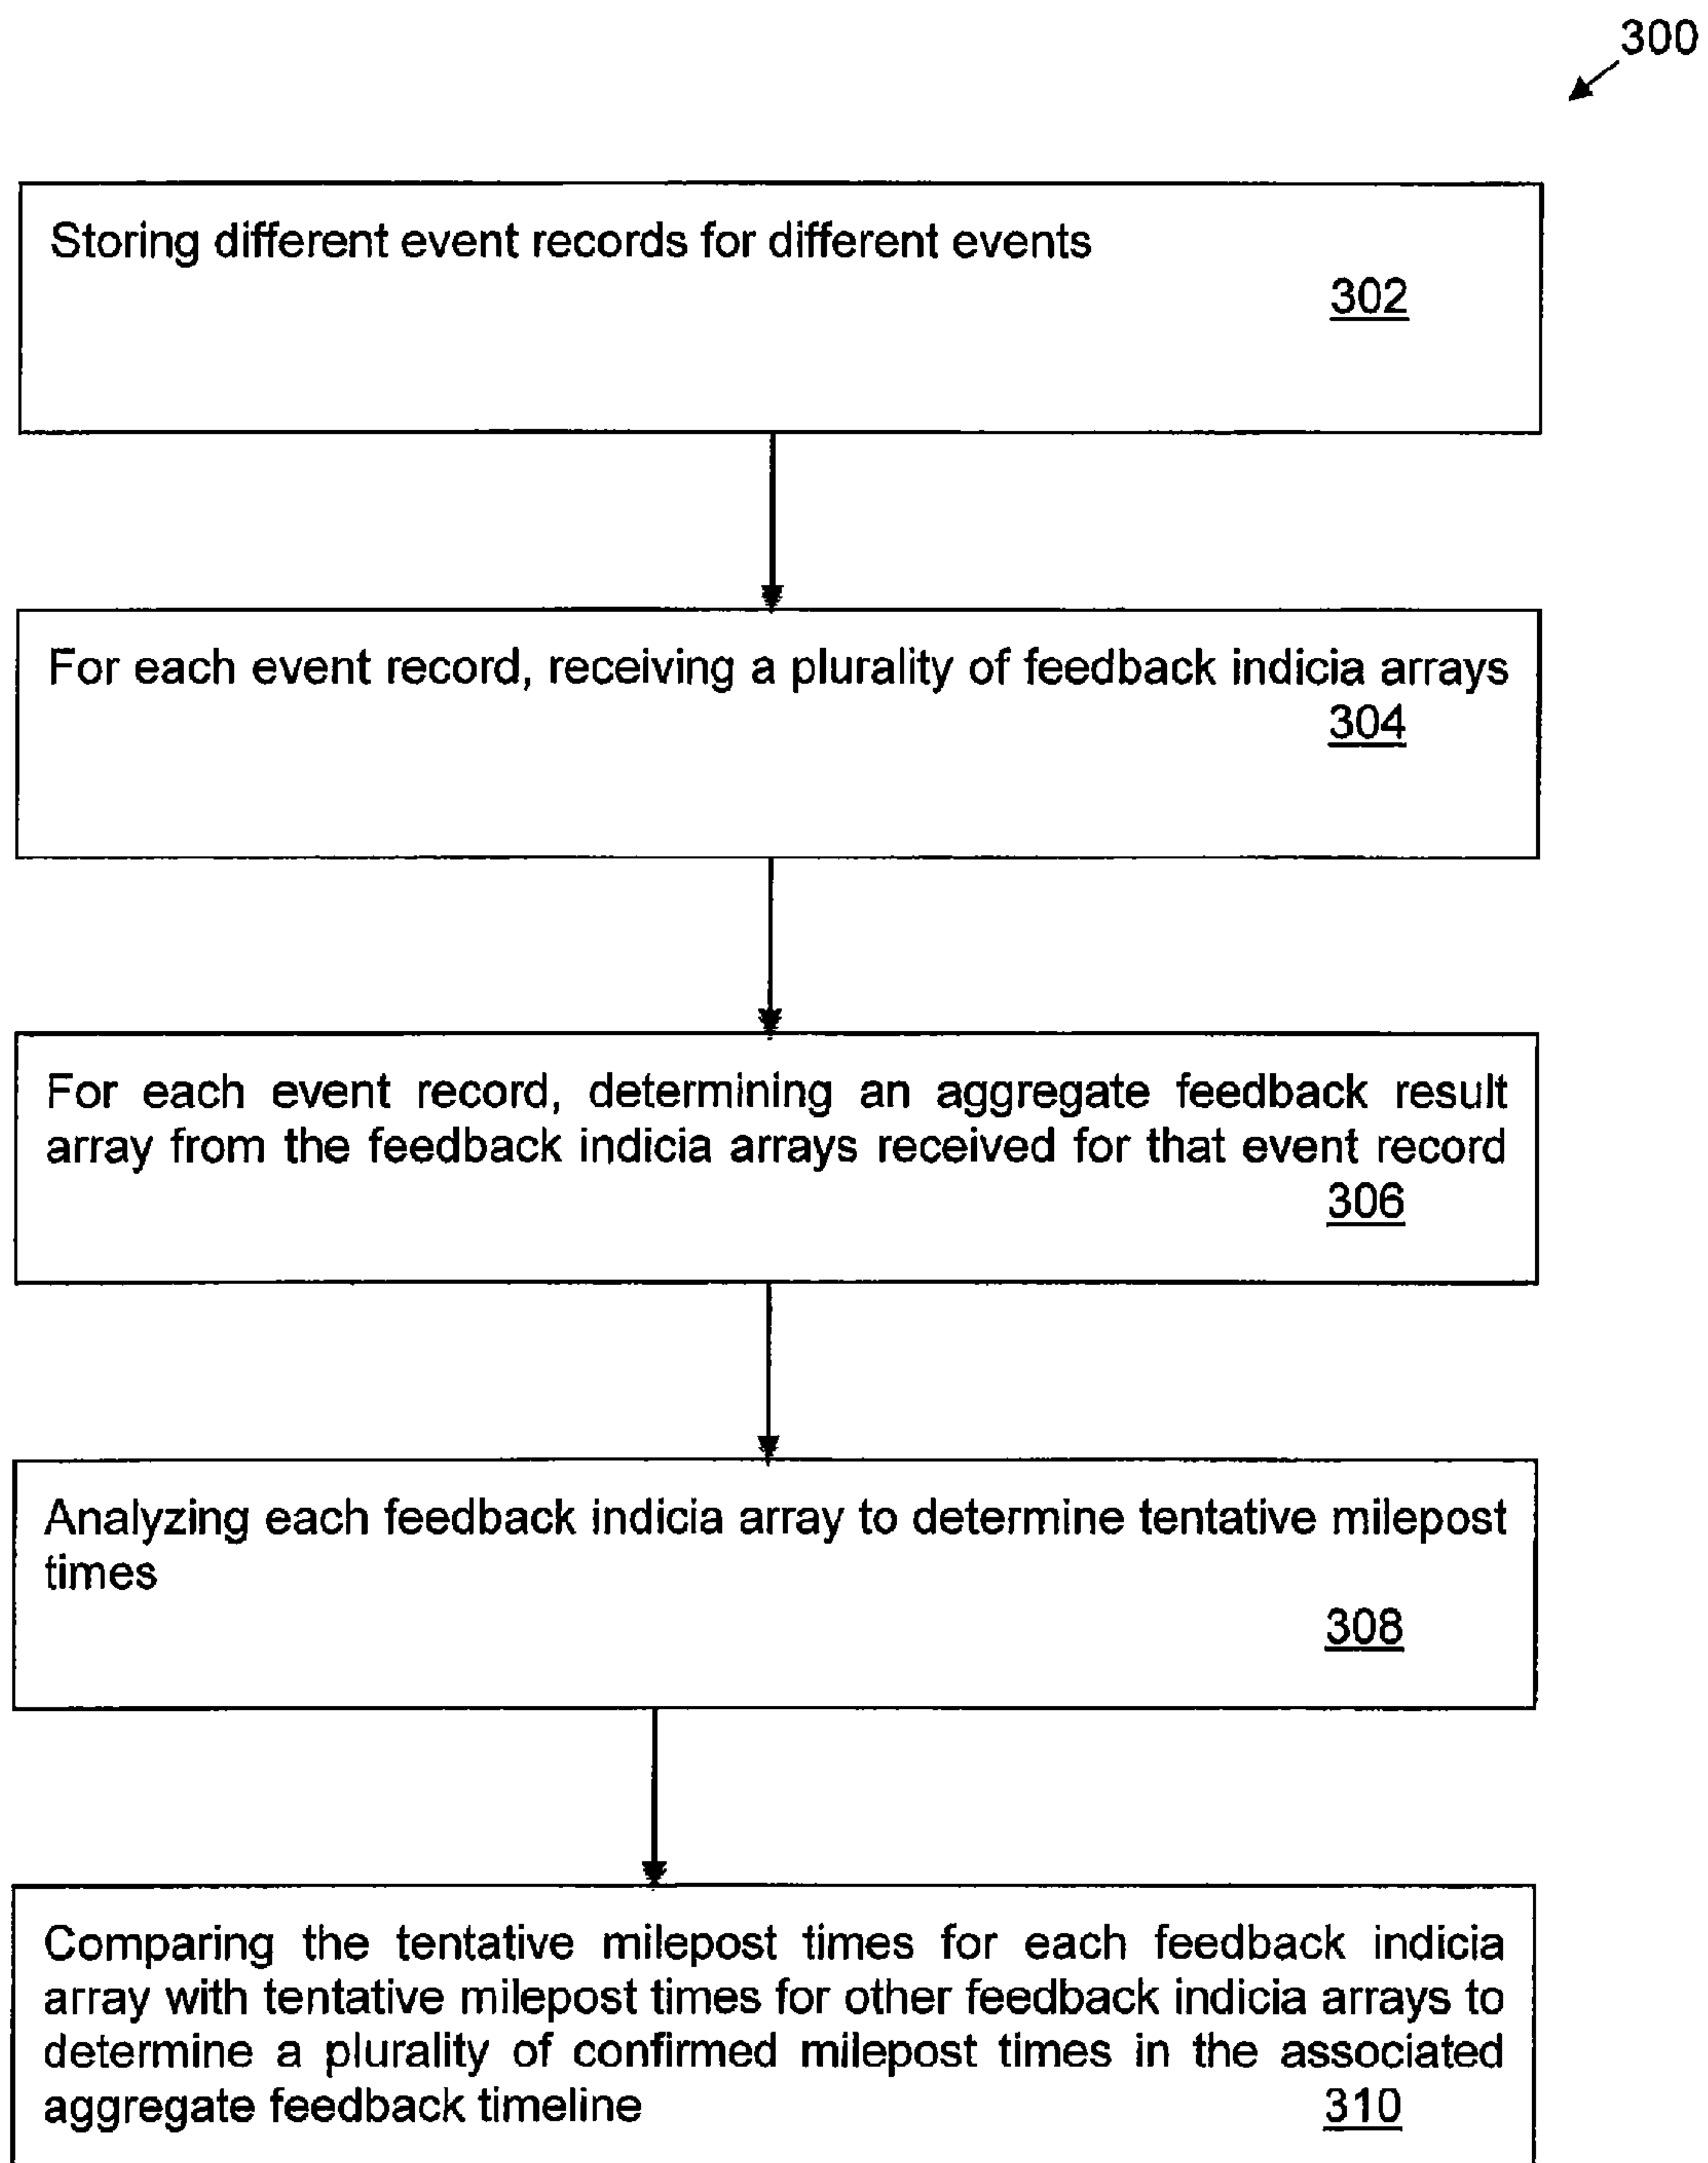 300
Storing different event records for different events
302
For each event record, receiving a plurality of feedback indicia arrays
304
For each event record, determining an aggregate feedback result
array from the feedback indicia arrays received for that event record
306
Analyzing each feedback indicia array to determine tentative milepost
times
308
Comparing the tentative milepost times for each feedback indicia
array with tentative milepost times for other feedback indicia arrays to
determine a plurality of confirmed milepost times in the associated
aggregate feedback timeline 310